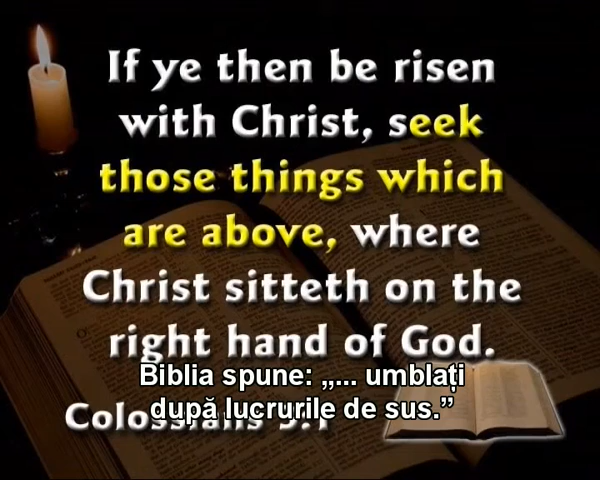 If ye then be risen
with Christ, seek
those things which
are above, where
Christ sitteth on the
right hand of God.
Biblia spune: „... umblați
după lucrurile de sus.”
Colossians 3:1